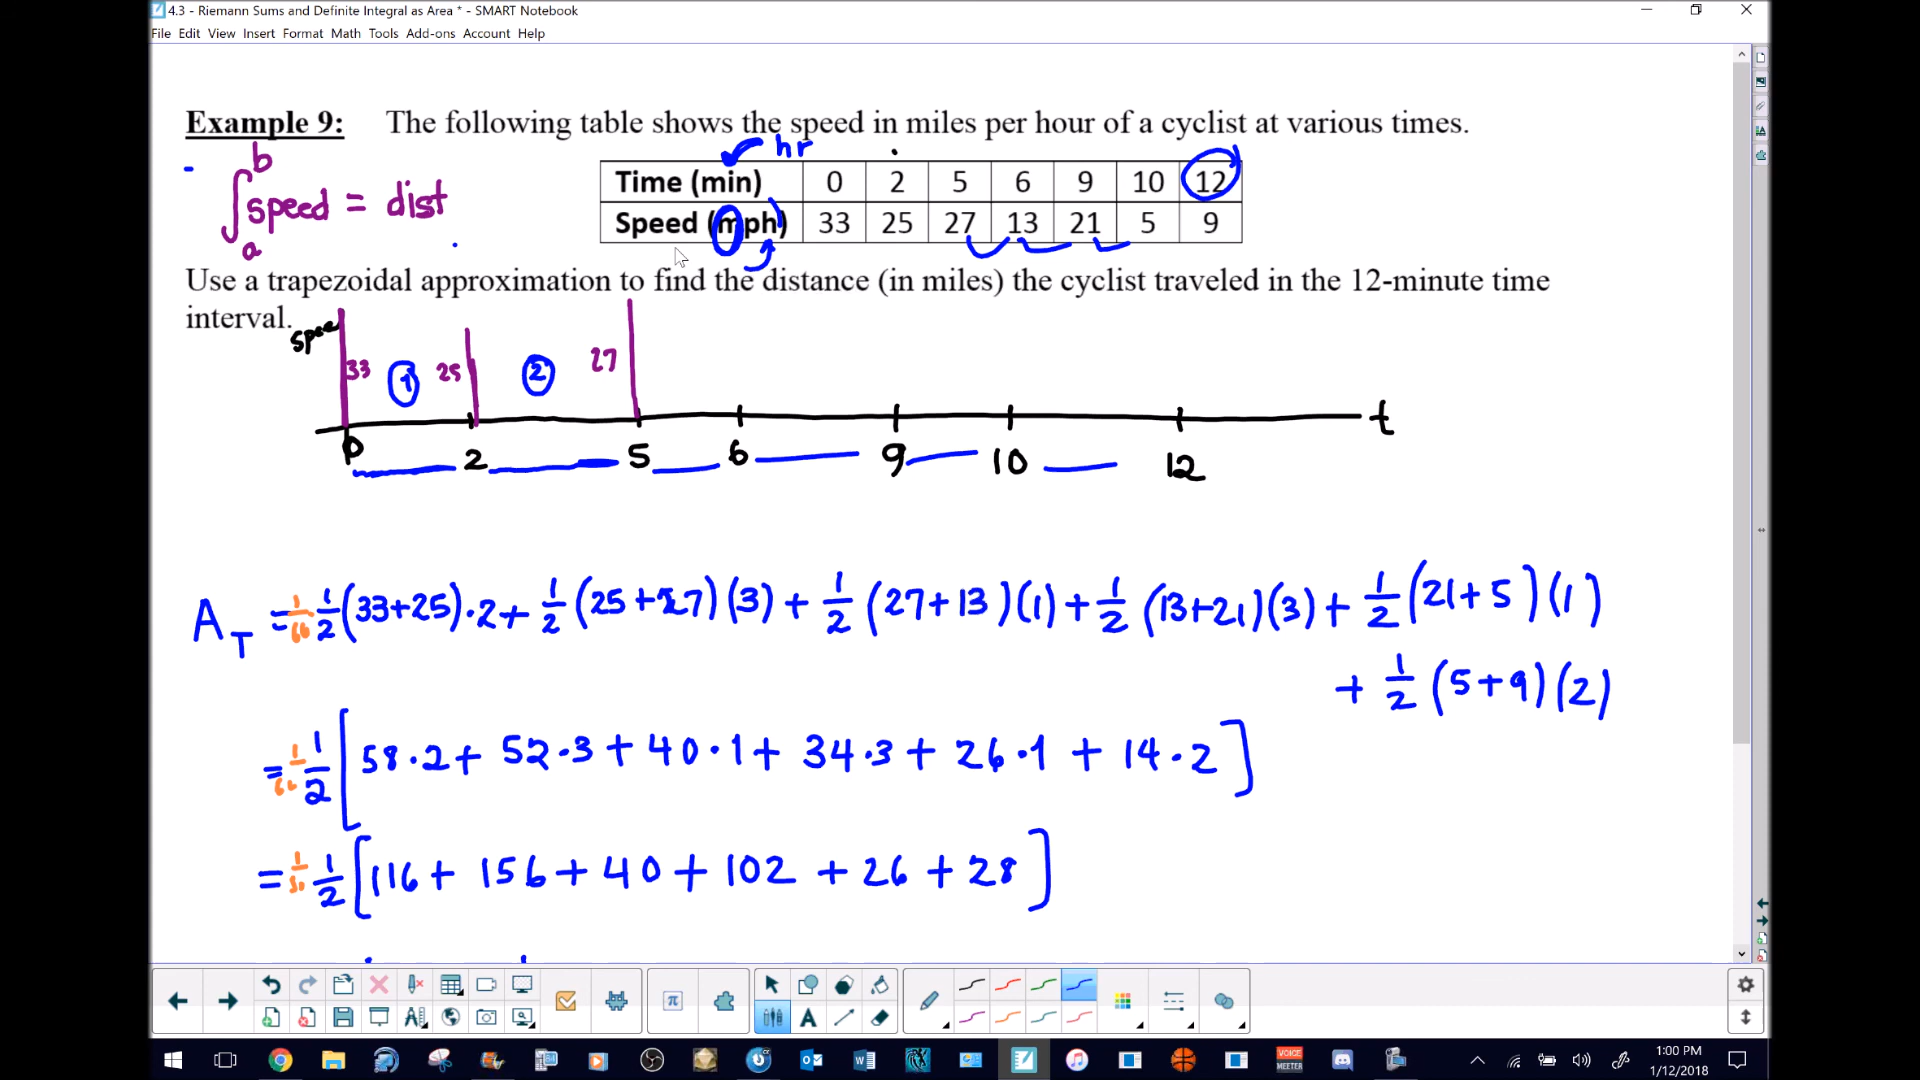 4.3 - Riemann Sums and Definite Integral as Area * - SMART Notebook
File Edit View Insert Format Math Tools Add-ons Account Help
Example 9: The following table shows the speed in miles per hour of a cyclist at various times.
hr
∫ₐᵇ speed = dist
Time (min) 0 2 5 6 9 10 12
Speed (mph) 33 25 27 13 21 5 9
Use a trapezoidal approximation to find the distance (in miles) the cyclist traveled in the 12-minute time
interval.
33 1 25 2 27
t
0 2 5 6 9 10 12
A_T = 1/60 1/2 (33+25)·2 + 1/2 (25+27)(3) + 1/2 (27+13)(1) + 1/2 (13+21)(3) + 1/2 (21+5)(1)
+ 1/2 (5+9)(2)
= 1/60 1/2 [58·2 + 52·3 + 40·1 + 34·3 + 26·1 + 14·2]
= 1/60 1/2 [116 + 156 + 40 + 102 + 26 + 28]
π
A
VOICE
MEETER
1:00 PM
1/12/2018